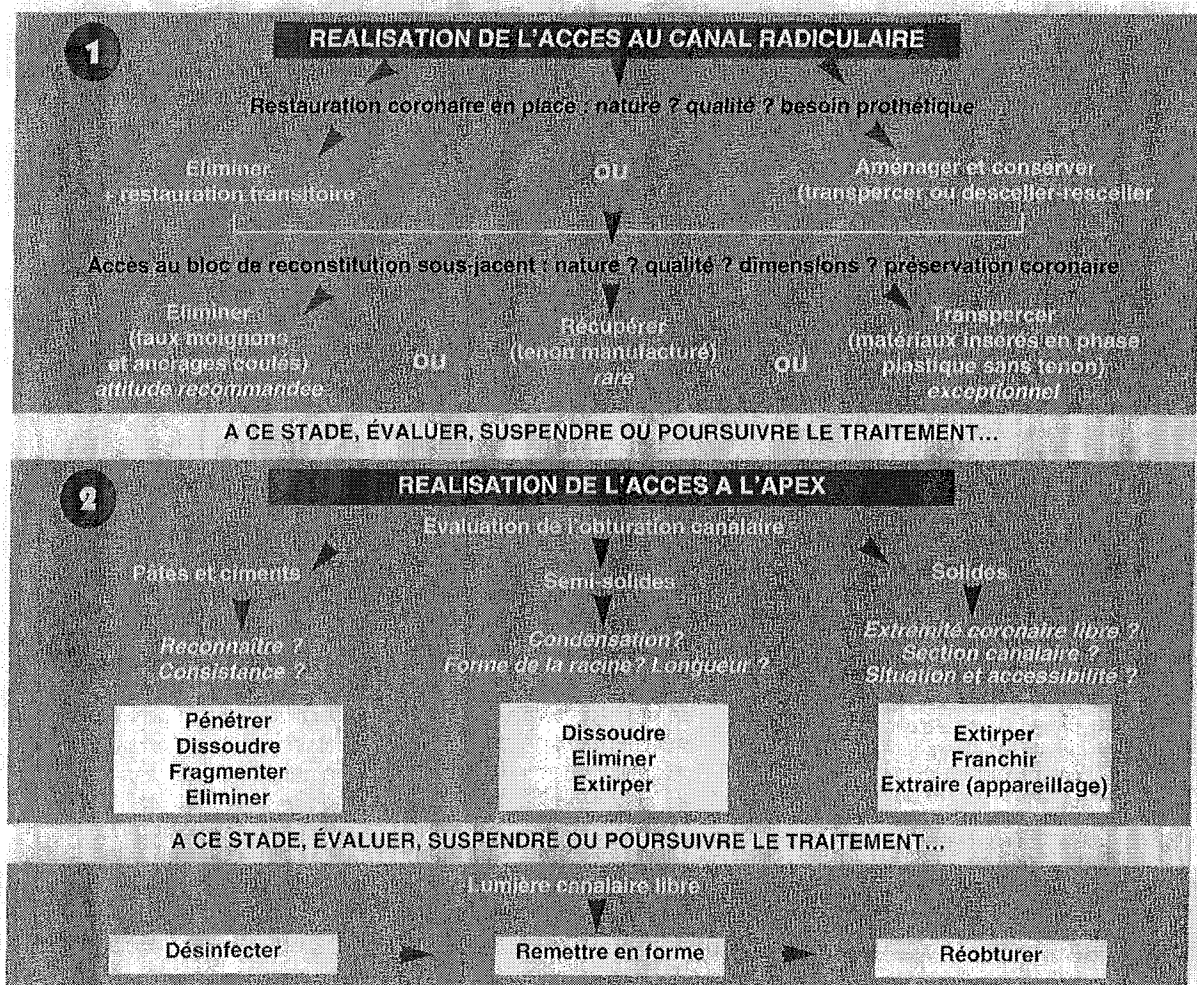 1
REALISATION DE L'ACCES AU CANAL RADICULAIRE
Restauration coronaire en place : nature ? qualité ? besoin prothétique
Eliminer
+ restauration transitoire
OU
Aménager et conserver
(transpercer ou desceller-resceller
Accès au bloc de reconstitution sous-jacent : nature ? qualité ? dimensions ? préservation coronaire
Eliminer
(faux moignons
et ancrages coulés)
attitude recommandée
OU
Récupérer
(tenon manufacturé)
rare
OU
Transpercer
(matériaux insérés en phase
plastique sans tenon)
exceptionnel
A CE STADE, ÉVALUER, SUSPENDRE OU POURSUIVRE LE TRAITEMENT...
2
REALISATION DE L'ACCES A L'APEX
Evaluation de l'obturation canalaire
Pâtes et ciments
Semi-solides
Solides
Reconnaître ?
Consistance ?
Condensation?
Forme de la racine? Longueur ?
Extrémité coronaire libre ?
Section canalaire ?
Situation et accessibilité ?
Pénétrer
Dissoudre
Fragmenter
Eliminer
Dissoudre
Eliminer
Extirper
Extirper
Franchir
Extraire (appareillage)
A CE STADE, ÉVALUER, SUSPENDRE OU POURSUIVRE LE TRAITEMENT...
Lumière canalaire libre
Désinfecter
Remettre en forme
Réobturer